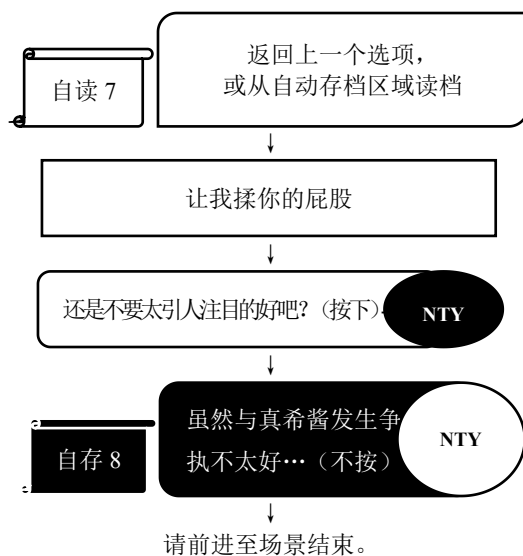 返回上一个选项，
或从自动存档区域读档
自读 7
↓
让我揉你的屁股
↓
还是不要太引人注目的好吧？（按下）
NTY
↓
虽然与真希酱发生争
执不太好…（不按）
NTY
自存 8
↓
请前进至场景结束。